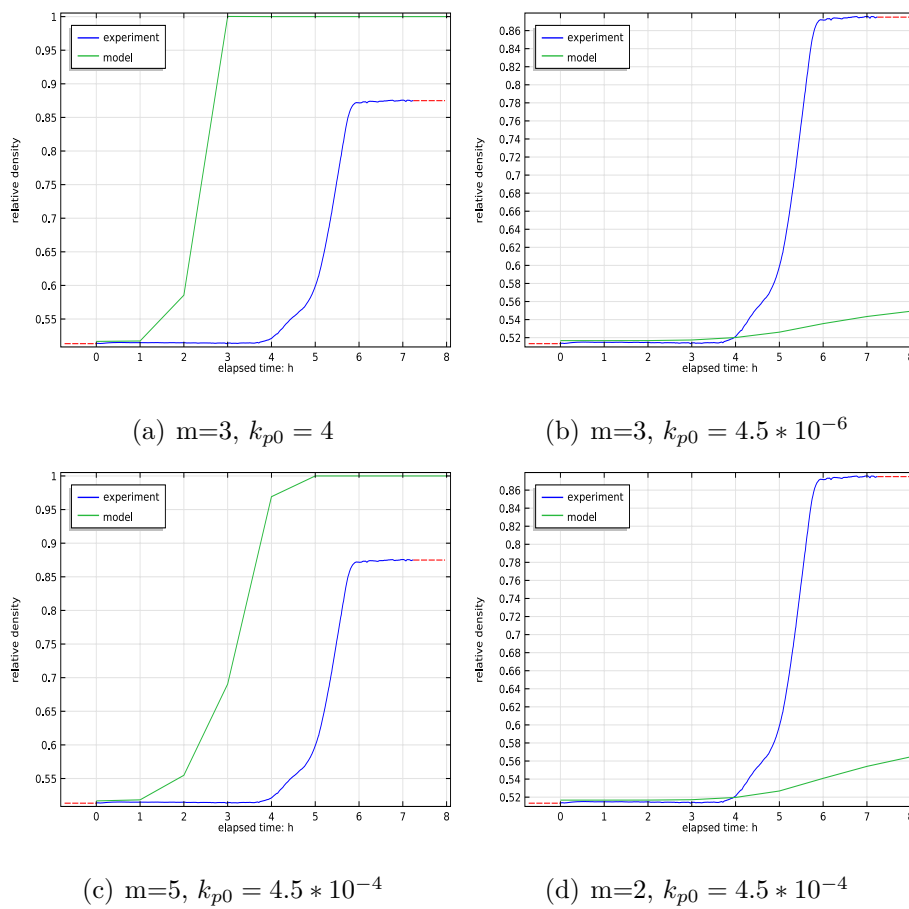 1
0.95
0.9
0.85
0.8
0.75
0.7
0.65
0.6
0.55
relative density
experiment
model
0 1 2 3 4 5 6 7 8
elapsed time: h
(a) m=3, $k_{p0} = 4$
0.86
0.84
0.82
0.8
0.78
0.76
0.74
0.72
0.7
0.68
0.66
0.64
0.62
0.6
0.58
0.56
0.54
0.52
relative density
experiment
model
0 1 2 3 4 5 6 7 8
elapsed time: h
(b) m=3, $k_{p0} = 4.5 * 10^{-6}$
1
0.95
0.9
0.85
0.8
0.75
0.7
0.65
0.6
0.55
relative density
experiment
model
0 1 2 3 4 5 6 7 8
elapsed time: h
(c) m=5, $k_{p0} = 4.5 * 10^{-4}$
0.86
0.84
0.82
0.8
0.78
0.76
0.74
0.72
0.7
0.68
0.66
0.64
0.62
0.6
0.58
0.56
0.54
0.52
relative density
experiment
model
0 1 2 3 4 5 6 7 8
elapsed time: h
(d) m=2, $k_{p0} = 4.5 * 10^{-4}$